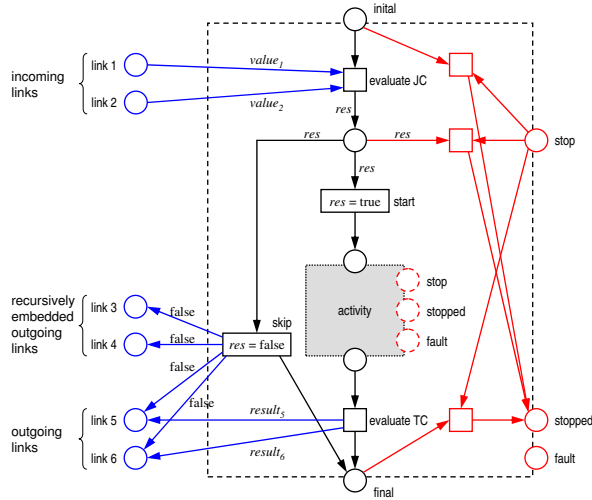 inital
incoming
links
link 1
link 2
value1
value2
evaluate JC
res
res
res
res
stop
res = true
start
activity
stop
stopped
fault
recursively
embedded
outgoing
links
link 3
link 4
false
false
false
false
skip
res = false
outgoing
links
link 5
link 6
result5
result6
evaluate TC
stopped
fault
final